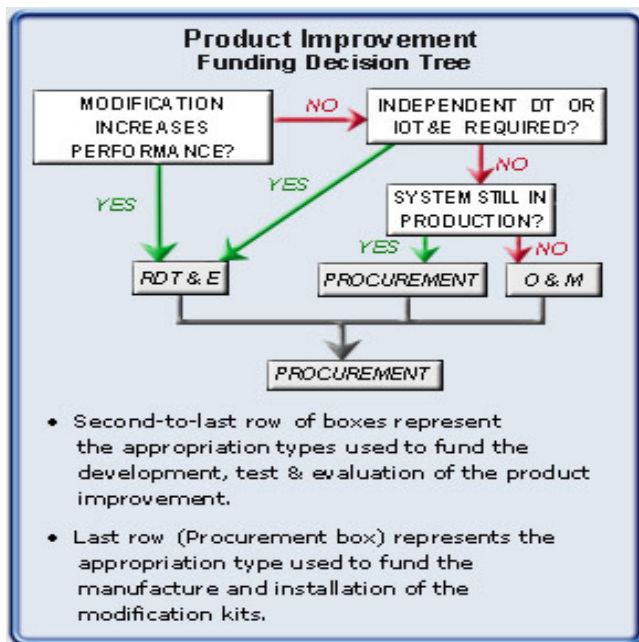 Product Improvement
Funding Decision Tree
MODIFICATION
INCREASES
PERFORMANCE?
NO
INDEPENDENT DT OR
IOT&E REQUIRED?
YES
YES
NO
SYSTEM STILL IN
PRODUCTION?
YES
NO
RDT & E
PROCUREMENT
O & M
PROCUREMENT
• Second-to-last row of boxes represent
the appropriation types used to fund the
development, test & evaluation of the product
improvement.
• Last row (Procurement box) represents the
appropriation type used to fund the
manufacture and installation of the
modification kits.